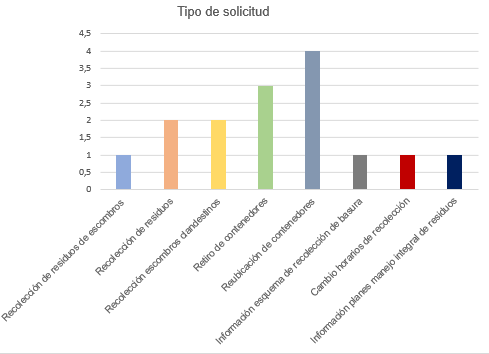 Tipo de solicitud
4,5
4
3,5
3
2,5
2
1,5
1
0,5
0
Recolección de residuos de escombros
Recolección de residuos
Recolección escombros clandestinos
Retiro de contenedores
Reubicación de contenedores
Información esquema de recolección de basura
Cambio horarios de recolección
Información planes manejo integral de residuos